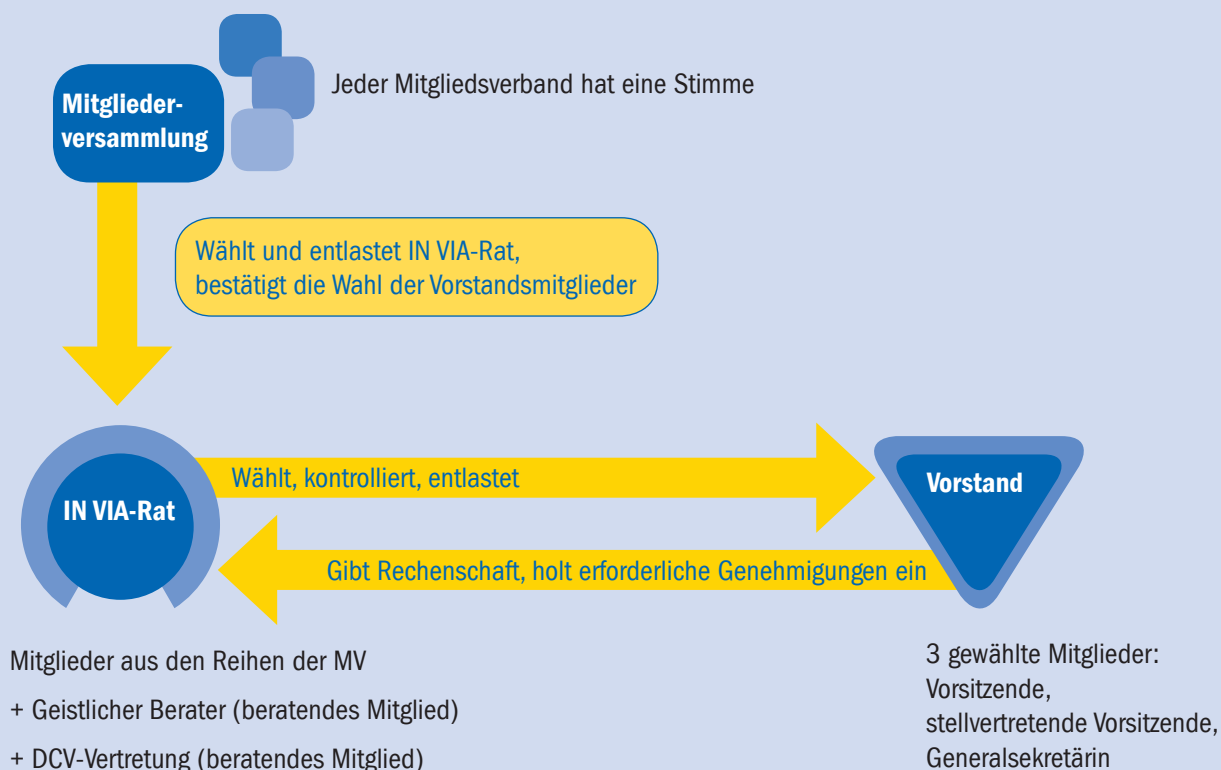 Mitglieder-
versammlung
Jeder Mitgliedsverband hat eine Stimme
Wählt und entlastet IN VIA-Rat,
bestätigt die Wahl der Vorstandsmitglieder
IN VIA-Rat
Wählt, kontrolliert, entlastet
Vorstand
Gibt Rechenschaft, holt erforderliche Genehmigungen ein
Mitglieder aus den Reihen der MV
+ Geistlicher Berater (beratendes Mitglied)
+ DCV-Vertretung (beratendes Mitglied)
3 gewählte Mitglieder:
Vorsitzende,
stellvertretende Vorsitzende,
Generalsekretärin